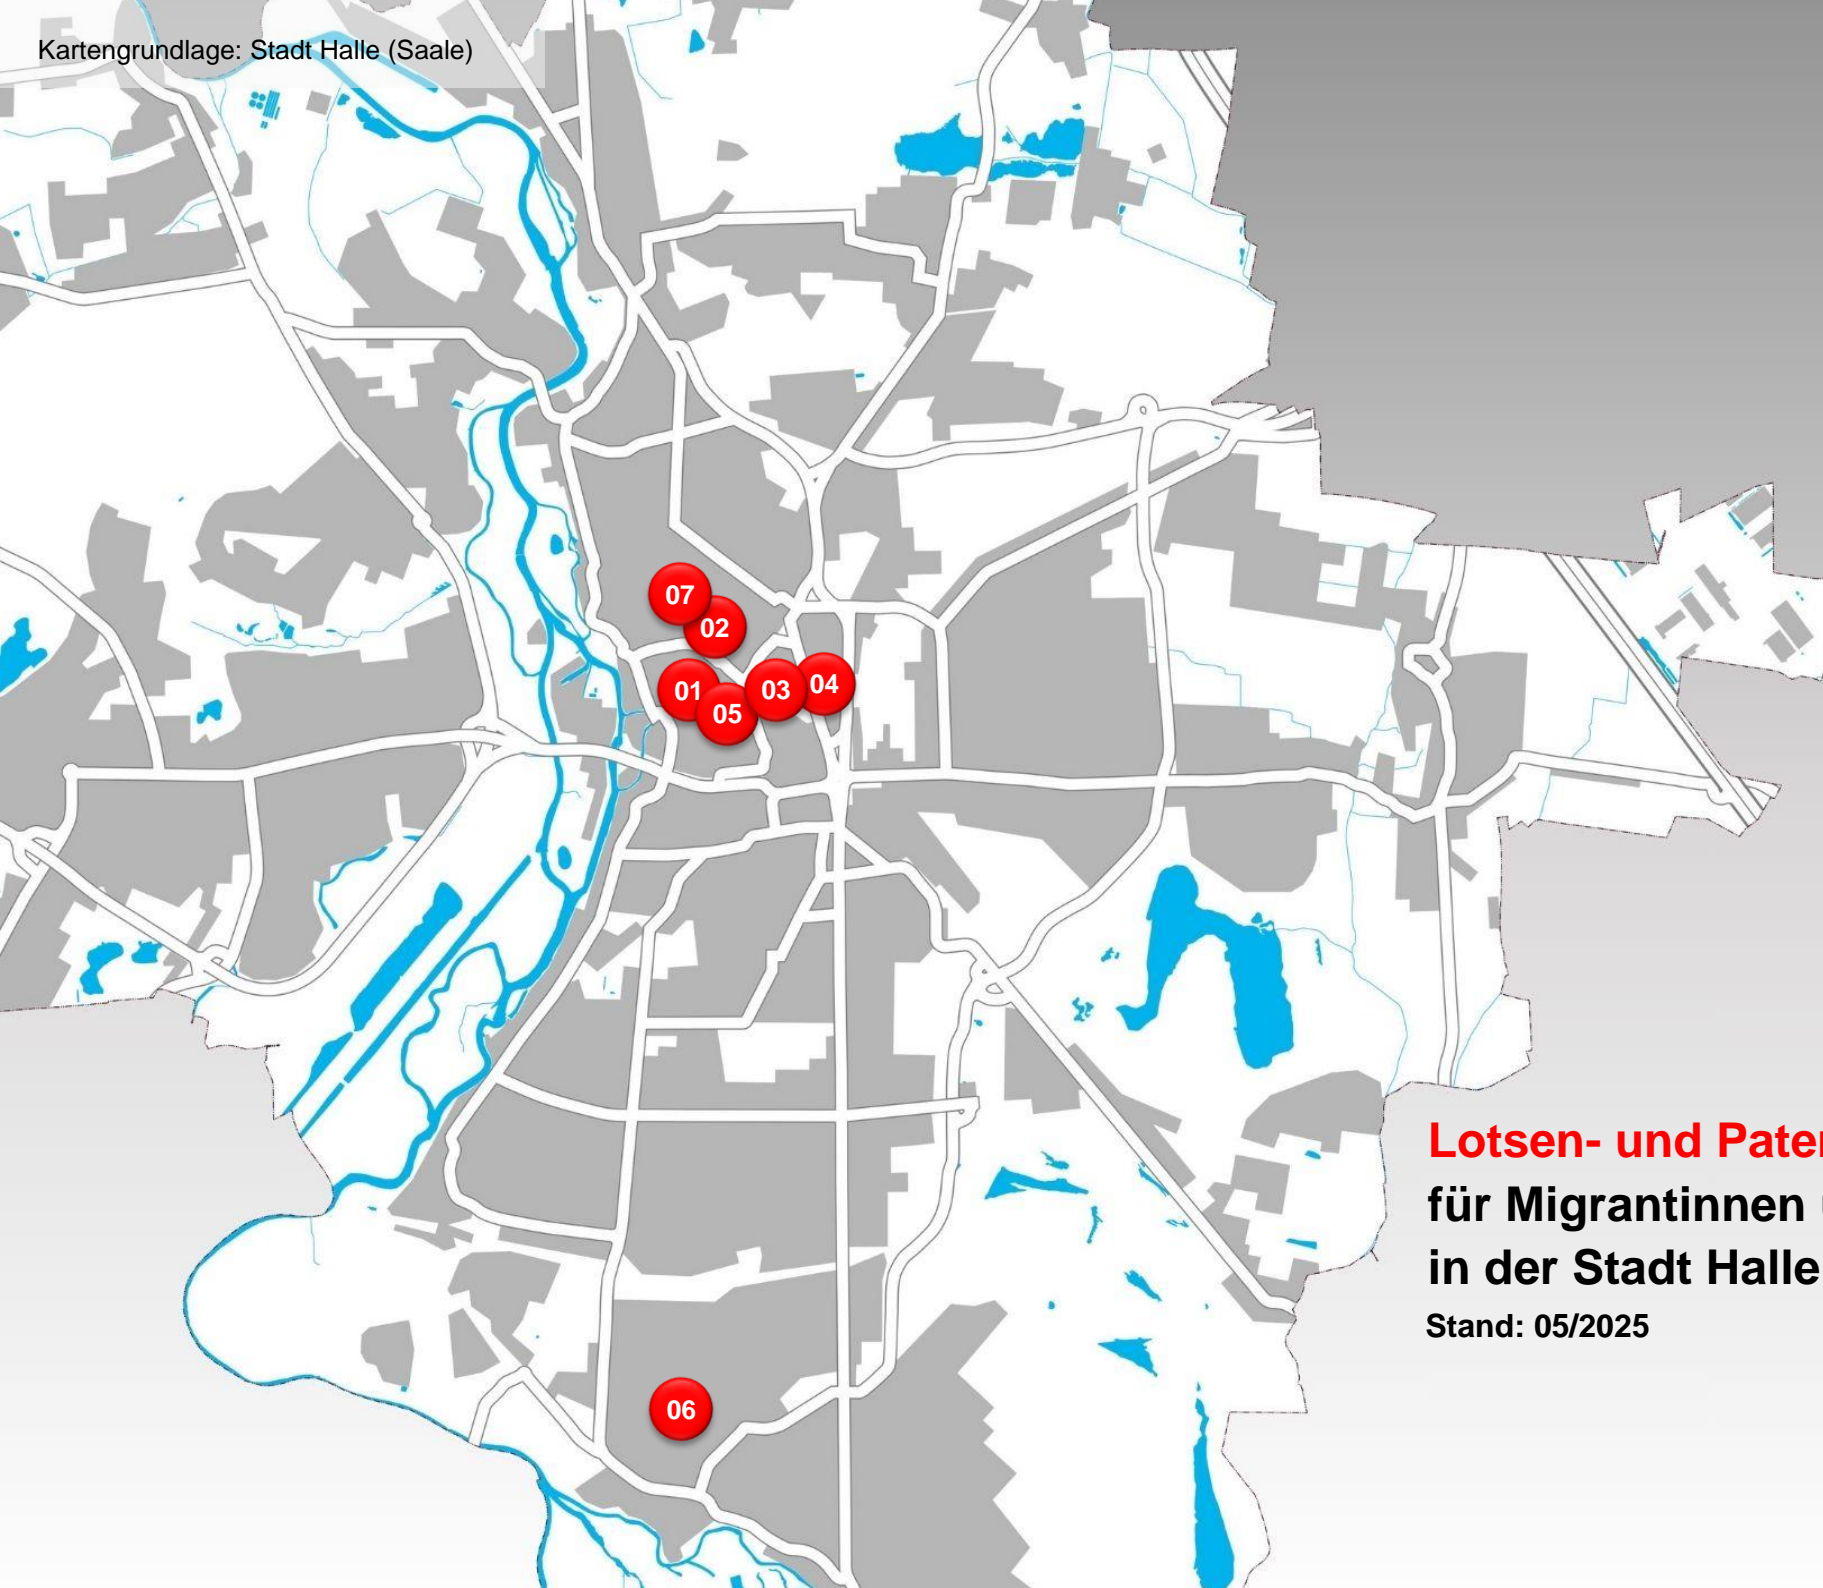 Kartengrundlage: Stadt Halle (Saale)
07
02
01
05
03
04
Lotsen- und
für Migrantinnen
in der Stadt Halle
Stand: 05/2025
06